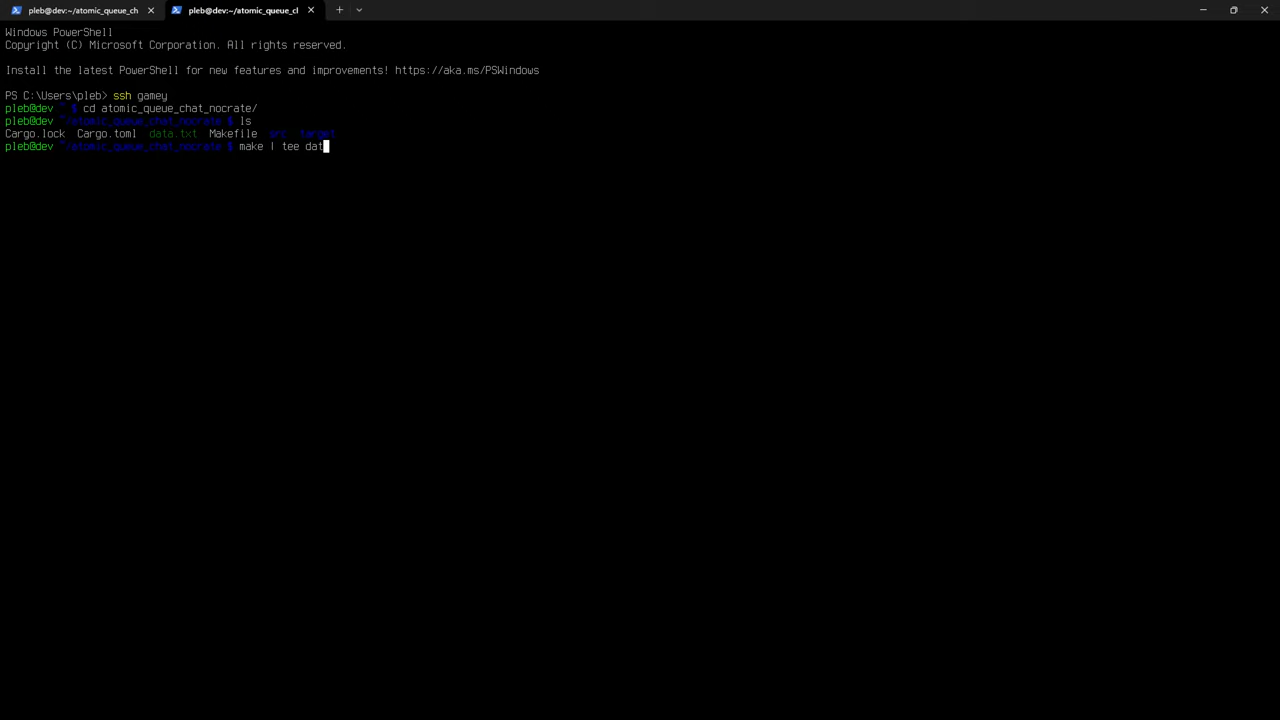 pleb@dev:~/atomic_queue_ch
pleb@dev:~/atomic_queue_cl
Windows PowerShell
Copyright (C) Microsoft Corporation. All rights reserved.
Install the latest PowerShell for new features and improvements! https://aka.ms/PSWindows
PS C:\Users\pleb> ssh gamey
pleb@dev ~ $ cd atomic_queue_chat_nocrate/
pleb@dev ~/atomic_queue_chat_nocrate $ ls
Cargo.lock Cargo.toml data.txt Makefile src target
pleb@dev ~/atomic_queue_chat_nocrate $ make | tee dat